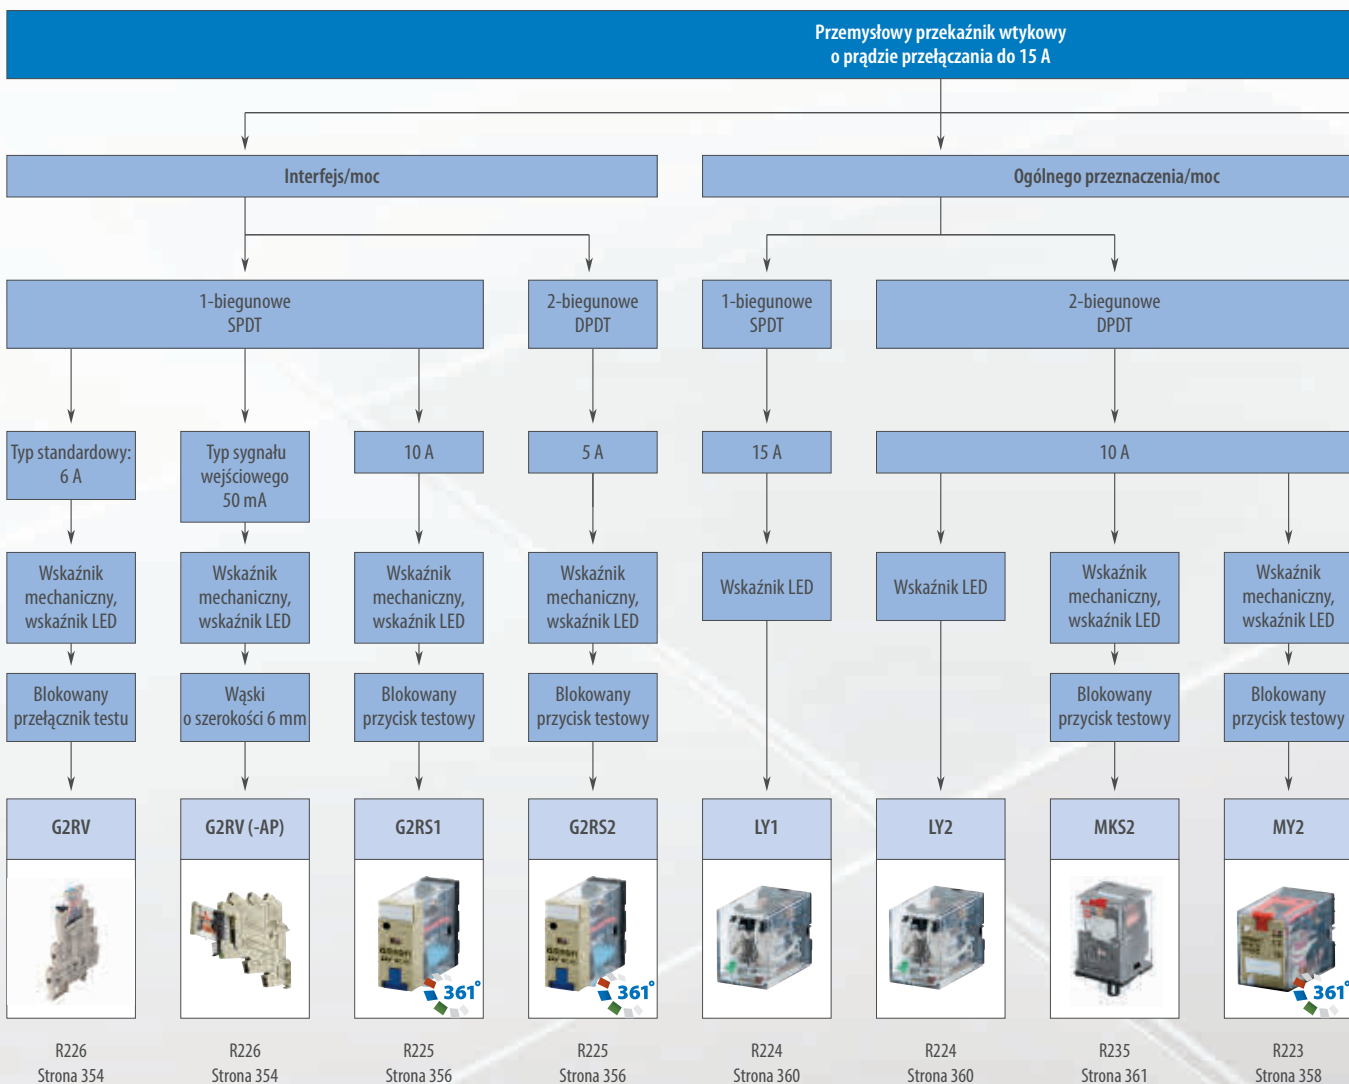 Przemysłowy przekaźnik wtykowy
o prądzie przełączania do 15 A
Interfejs/moc
Ogólnego przeznaczenia/moc
1-biegunowe
SPDT
2-biegunowe
DPDT
1-biegunowe
SPDT
2-biegunowe
DPDT
Typ standardowy:
6 A
Typ sygnału
wejściowego
50 mA
10 A
5 A
15 A
10 A
Wskaźnik
mechaniczny,
wskaźnik LED
Wskaźnik
mechaniczny,
wskaźnik LED
Wskaźnik
mechaniczny,
wskaźnik LED
Wskaźnik
mechaniczny,
wskaźnik LED
Wskaźnik LED
Wskaźnik LED
Wskaźnik
mechaniczny,
wskaźnik LED
Wskaźnik
mechaniczny,
wskaźnik LED
Blokowany
przełącznik testu
Wąski
o szerokości 6 mm
Blokowany
przycisk testowy
Blokowany
przycisk testowy
Blokowany
przycisk testowy
Blokowany
przycisk testowy
G2RV
G2RV (-AP)
G2RS1
G2RS2
LY1
LY2
MKS2
MY2
361°
361°
361°
R226
Strona 354
R226
Strona 354
R225
Strona 356
R225
Strona 356
R224
Strona 360
R224
Strona 360
R235
Strona 361
R223
Strona 358